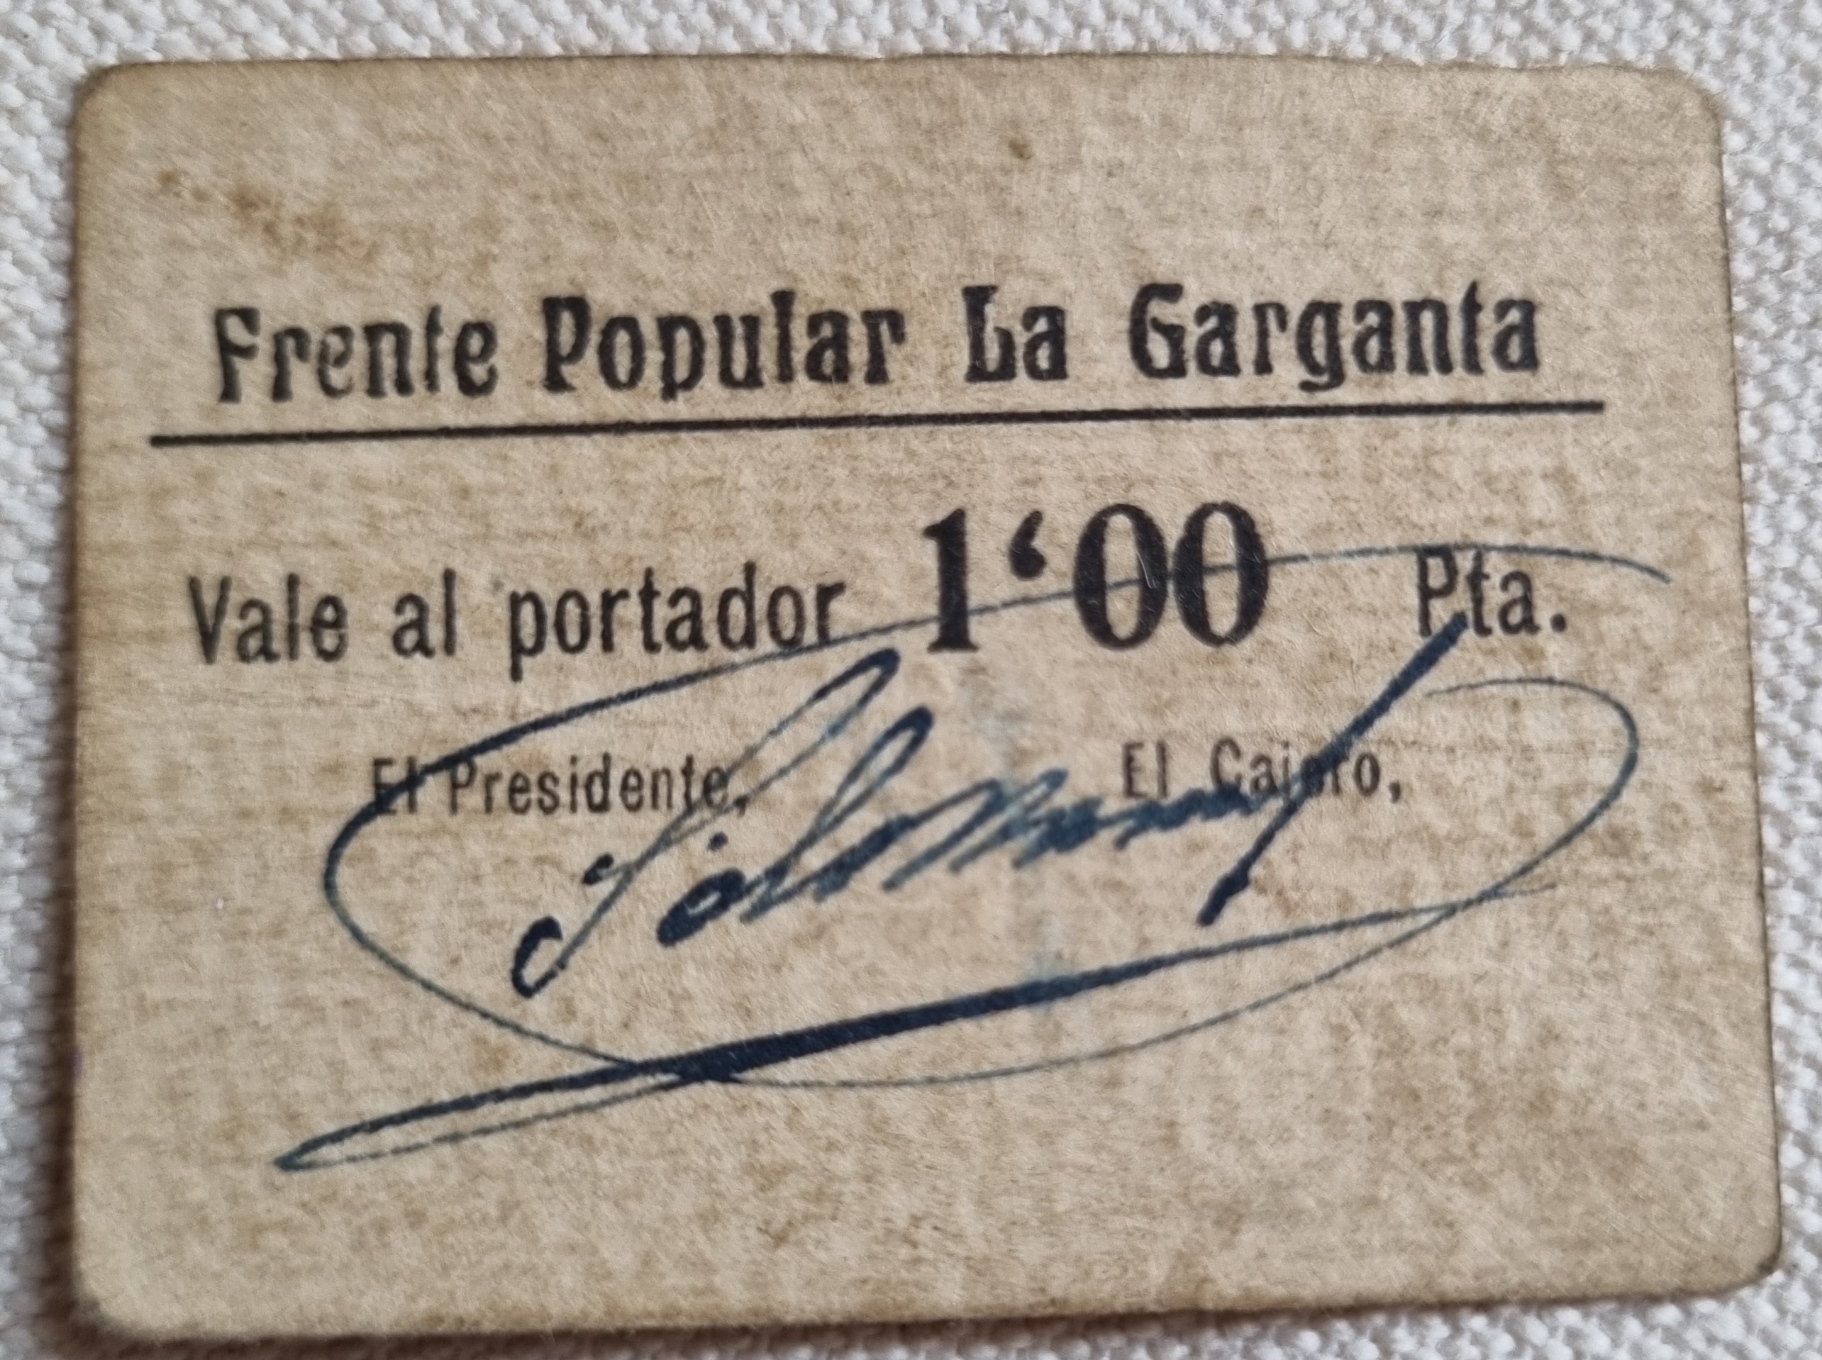 Frente Popular La Garganta
Vale al portador 1‘00 Pta.
El Presidente, El Cajero,